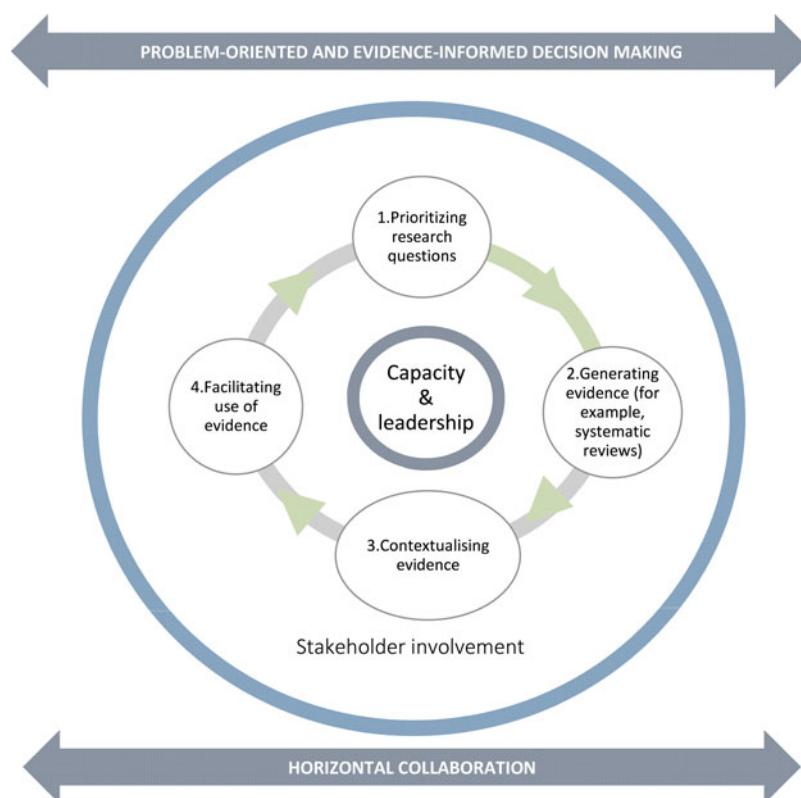 PROBLEM-ORIENTED AND EVIDENCE-INFORMED DECISION MAKING
1.Prioritizing
research
questions
Capacity
&
leadership
2.Generating
evidence (for
example,
systematic
reviews)
4.Facilitating
use of
evidence
3.Contextualising
evidence
Stakeholder involvement
HORIZONTAL COLLABORATION